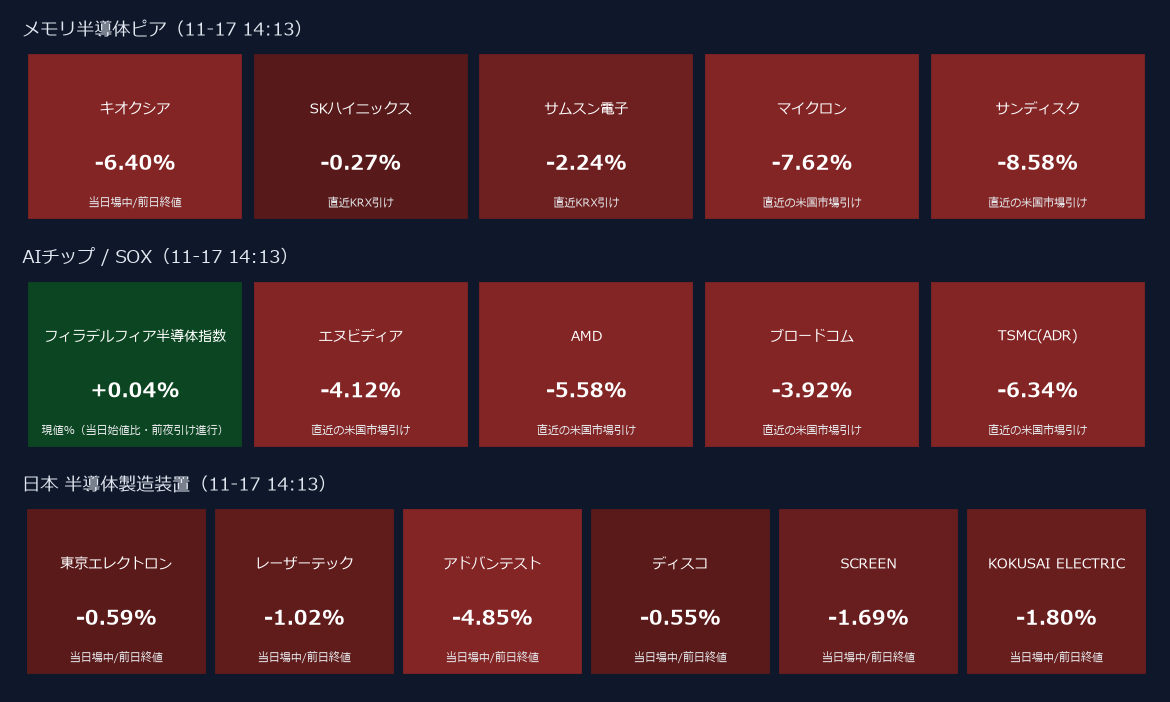 メモリ半導体ピア（11-17 14:13）
キオクシア
-6.40%
当日場中/前日終値
SKハイニックス
-0.27%
直近KRX引け
サムスン電子
-2.24%
直近KRX引け
マイクロン
-7.62%
直近の米国市場引け
サンディスク
-8.58%
直近の米国市場引け
AIチップ / SOX（11-17 14:13）
フィラデルフィア半導体指数
+0.04%
現値%（当日始値比・前夜引け進行）
エヌビディア
-4.12%
直近の米国市場引け
AMD
-5.58%
直近の米国市場引け
ブロードコム
-3.92%
直近の米国市場引け
TSMC(ADR)
-6.34%
直近の米国市場引け
日本 半導体製造装置（11-17 14:13）
東京エレクトロン
-0.59%
当日場中/前日終値
レーザーテック
-1.02%
当日場中/前日終値
アドバンテスト
-4.85%
当日場中/前日終値
ディスコ
-0.55%
当日場中/前日終値
SCREEN
-1.69%
当日場中/前日終値
KOKUSAI ELECTRIC
-1.80%
当日場中/前日終値